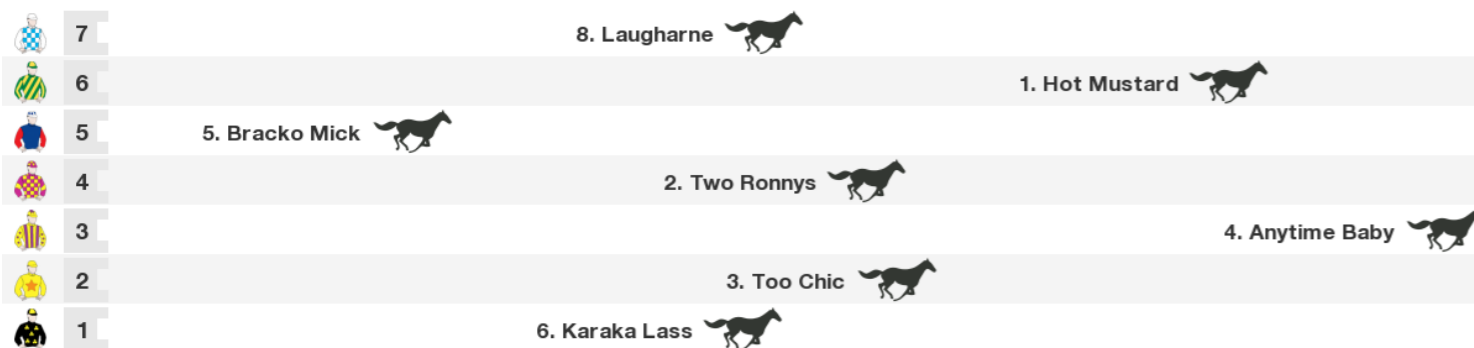 7 8. Laugharne
6 1. Hot Mustard
5 5. Bracko Mick
4 2. Two Ronnys
3 4. Anytime Baby
2 3. Too Chic
1 6. Karaka Lass